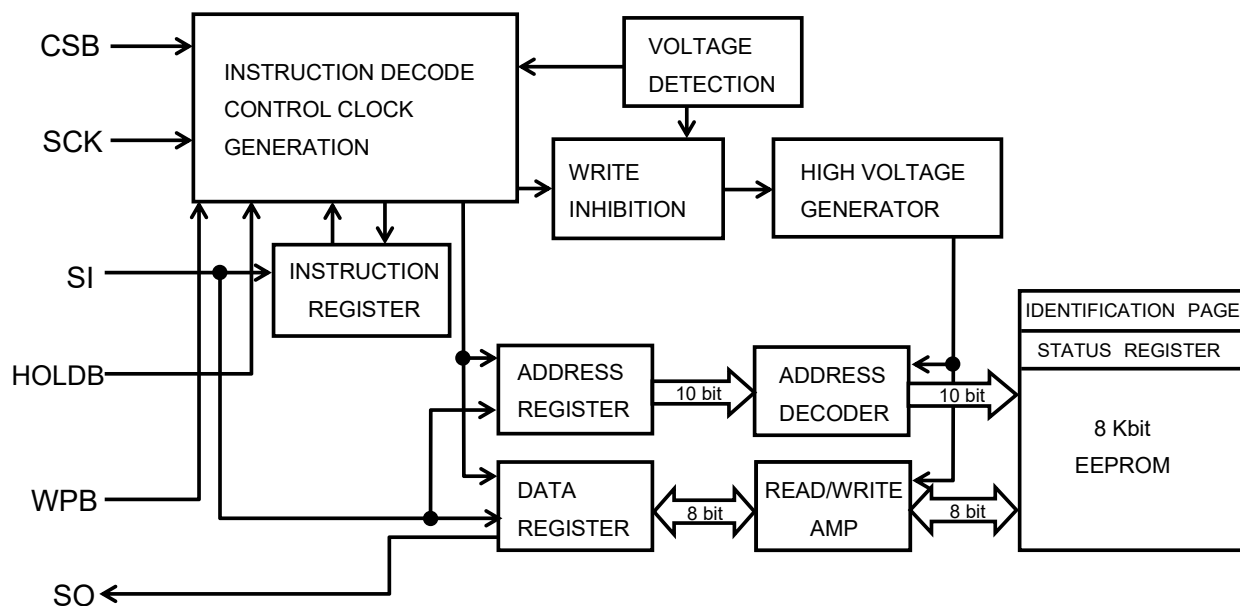 CSB
SCK
SI
HOLDB
WPB
SO
INSTRUCTION DECODE
CONTROL CLOCK
GENERATION
VOLTAGE
DETECTION
WRITE
INHIBITION
HIGH VOLTAGE
GENERATOR
INSTRUCTION
REGISTER
ADDRESS
REGISTER
10 bit
ADDRESS
DECODER
10 bit
DATA
REGISTER
8 bit
READ/WRITE
AMP
8 bit
IDENTIFICATION PAGE
STATUS REGISTER
8 Kbit
EEPROM